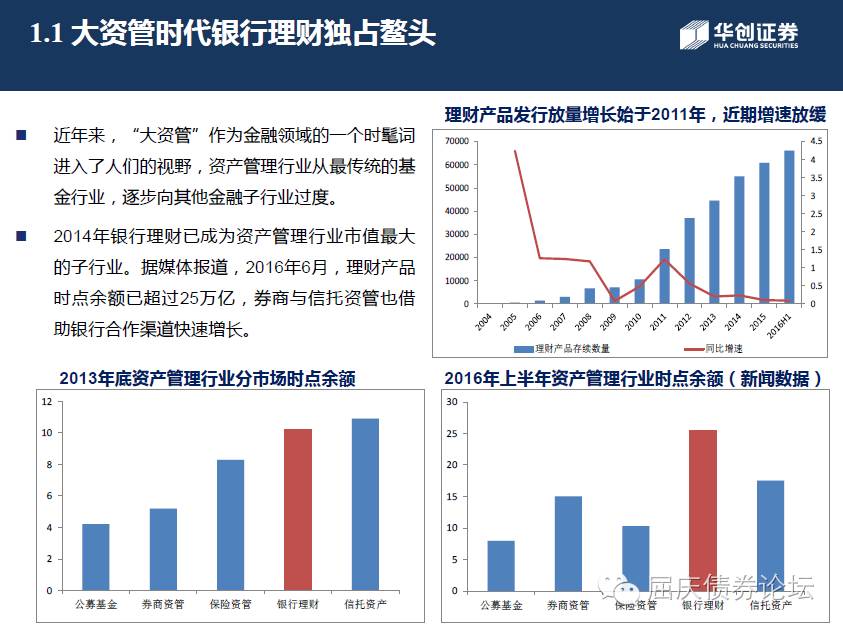 1.1 大资管时代银行理财独占鳌头
华创证券
HUA CHUANG SECURITIES
■ 近年来，“大资管”作为金融领域的一个时髦词
进入了人们的视野，资产管理行业从最传统的基
金行业，逐步向其他金融子行业过度。
■ 2014年银行理财已成为资产管理行业市值最大
的子行业。据媒体报道，2016年6月，理财产品
时点余额已超过25万亿，券商与信托资管也借
助银行合作渠道快速增长。
理财产品发行放量增长始于2011年，近期增速放缓
70000
60000
50000
40000
30000
20000
10000
0
4.5
4
3.5
3
2.5
2
1.5
1
0.5
0
2004 2005 2006 2007 2008 2009 2010 2011 2012 2013 2014 2015 2016H1
理财产品存续数量 同比增速
2013年底资产管理行业分市场时点余额
12
10
8
6
4
2
0
公募基金 券商资管 保险资管 银行理财 信托资产
2016年上半年资产管理行业时点余额（新闻数据）
30
25
20
15
10
5
0
公募基金 券商资管 保险资管 银行理财 信托资产
屈庆债券论坛